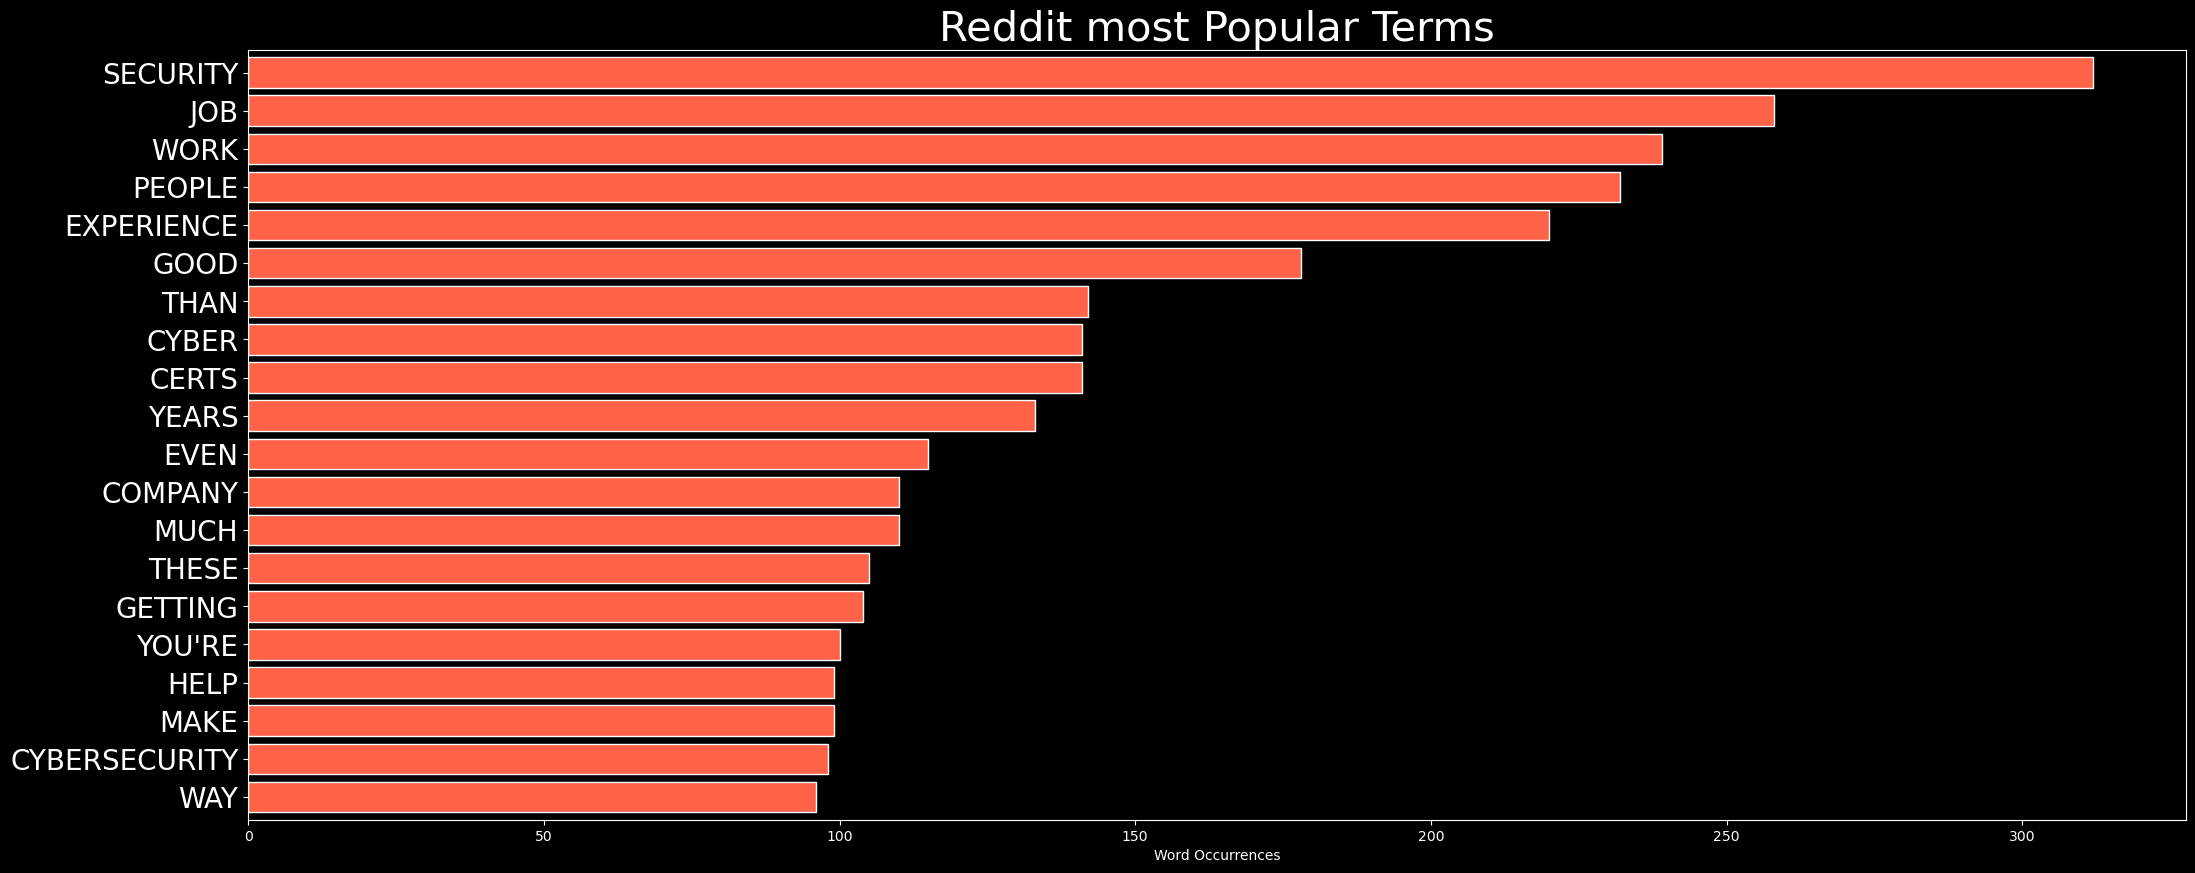 Reddit most Popular Terms
SECURITY
JOB
WORK
PEOPLE
EXPERIENCE
GOOD
THAN
CYBER
CERTS
YEARS
EVEN
COMPANY
MUCH
THESE
GETTING
YOU'RE
HELP
MAKE
CYBERSECURITY
WAY
0 50 100 150 200 250 300
Word Occurrences